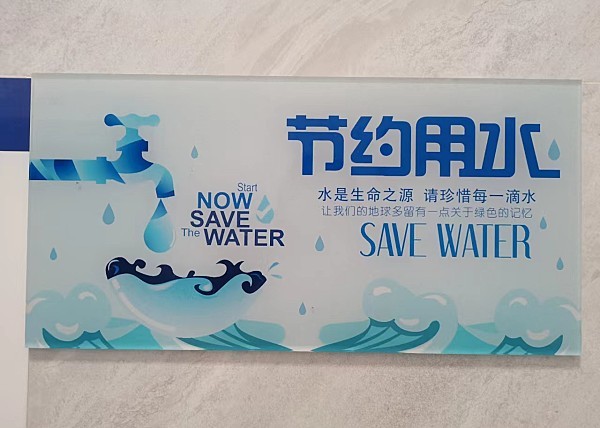 Start
NOW
SAVE
The WATER
节约用水
水是生命之源 请珍惜每一滴水
让我们的地球多留有一点关于绿色的记忆
SAVE WATER